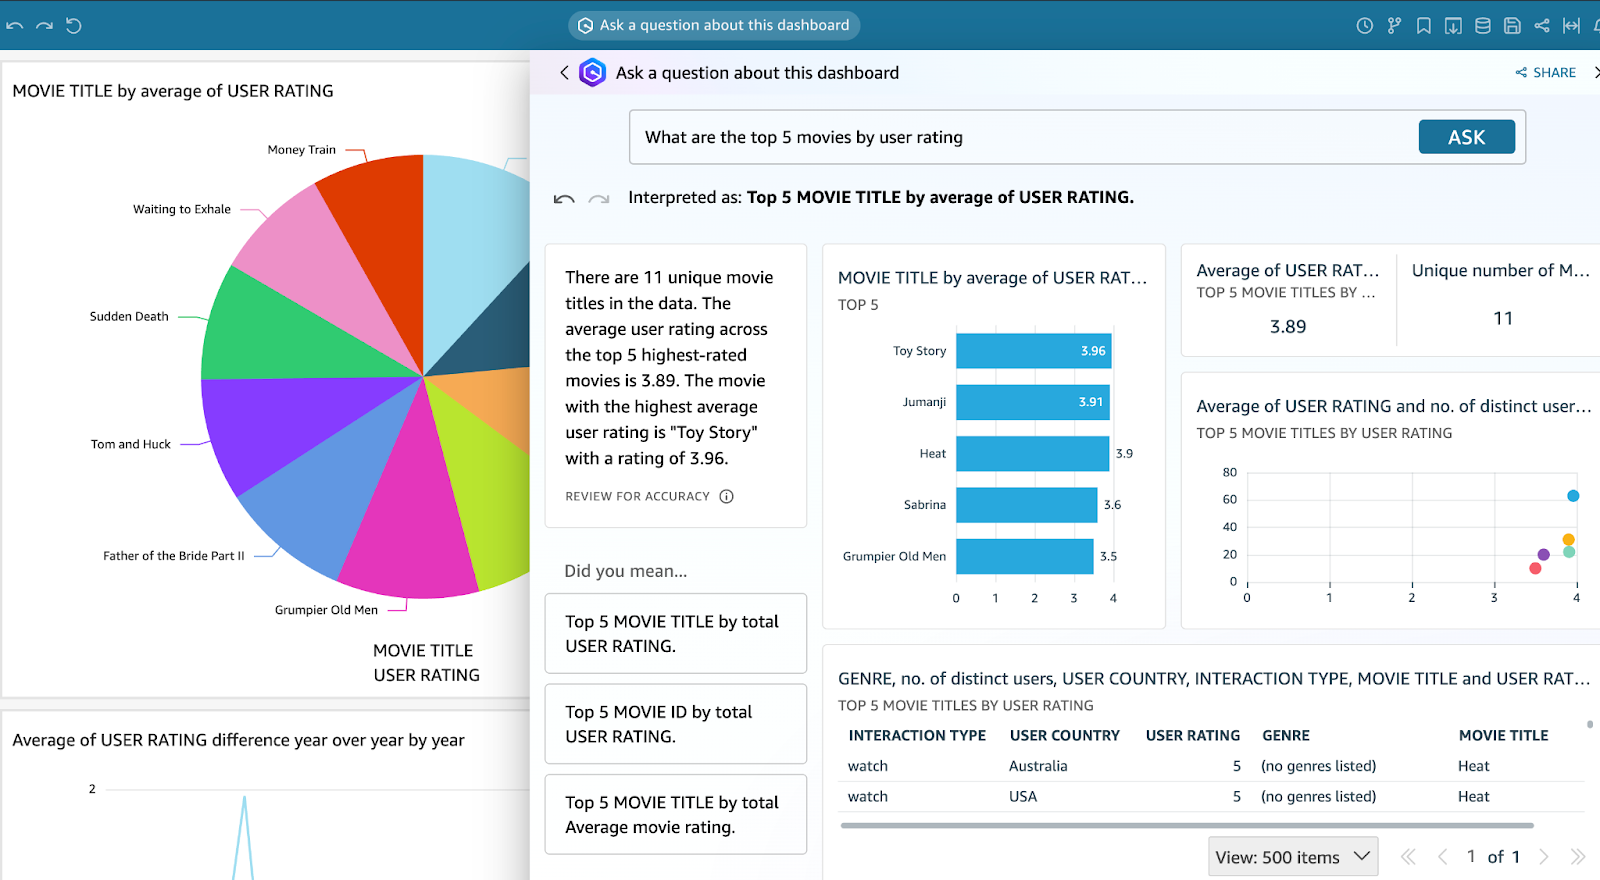 Ask a question about this dashboard
MOVIE TITLE by average of USER RATING
Money Train
Waiting to Exhale
Sudden Death
Tom and Huck
Father of the Bride Part II
Grumpier Old Men
MOVIE TITLE
USER RATING
Average of USER RATING difference year over year by year
2
Ask a question about this dashboard
SHARE
What are the top 5 movies by user rating
ASK
Interpreted as: Top 5 MOVIE TITLE by average of USER RATING.
There are 11 unique movie
titles in the data. The
average user rating across
the top 5 highest-rated
movies is 3.89. The movie
with the highest average
user rating is "Toy Story"
with a rating of 3.96.
REVIEW FOR ACCURACY
Did you mean...
Top 5 MOVIE TITLE by total
USER RATING.
Top 5 MOVIE ID by total
USER RATING.
Top 5 MOVIE TITLE by total
Average movie rating.
MOVIE TITLE by average of USER RAT...
TOP 5
Toy Story 3.96
Jumanji 3.91
Heat 3.9
Sabrina 3.6
Grumpier Old Men 3.5
0 1 2 3 4
Average of USER RAT...
TOP 5 MOVIE TITLES BY ...
3.89
Unique number of M...
11
Average of USER RATING and no. of distinct user...
TOP 5 MOVIE TITLES BY USER RATING
80
60
40
20
0
0 1 2 3 4
GENRE, no. of distinct users, USER COUNTRY, INTERACTION TYPE, MOVIE TITLE and USER RAT...
TOP 5 MOVIE TITLES BY USER RATING
INTERACTION TYPE USER COUNTRY USER RATING GENRE MOVIE TITLE
watch Australia 5 (no genres listed) Heat
watch USA 5 (no genres listed) Heat
View: 500 items 1 of 1